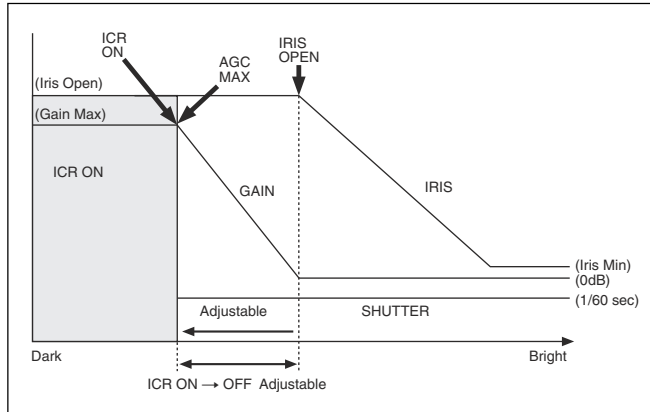 ICR
ON
AGC
MAX
IRIS
OPEN
(Iris Open)
(Gain Max)
ICR ON
GAIN
IRIS
(Iris Min)
(0dB)
(1/60 sec)
Adjustable
SHUTTER
Dark
Bright
ICR ON → OFF Adjustable